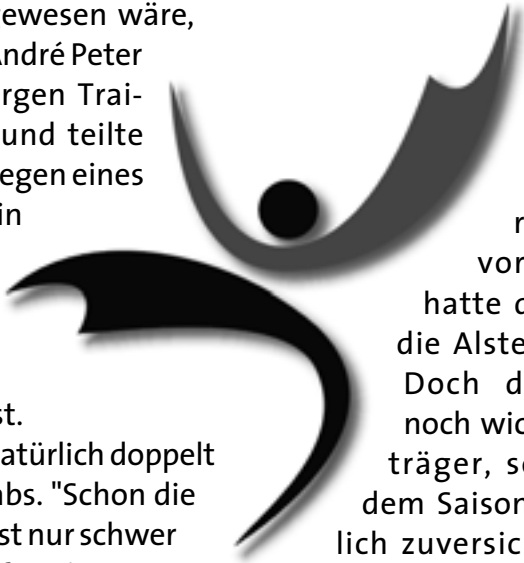 ewesen wäre,
André Peter
rgen Trai-
und teilte
egen eines
in
st.
atürlich doppelt
abs. "Schon die
st nur schwer
vor
hatte d
die Alste
Doch d
noch wic
träger, s
dem Saison
lich zuversic